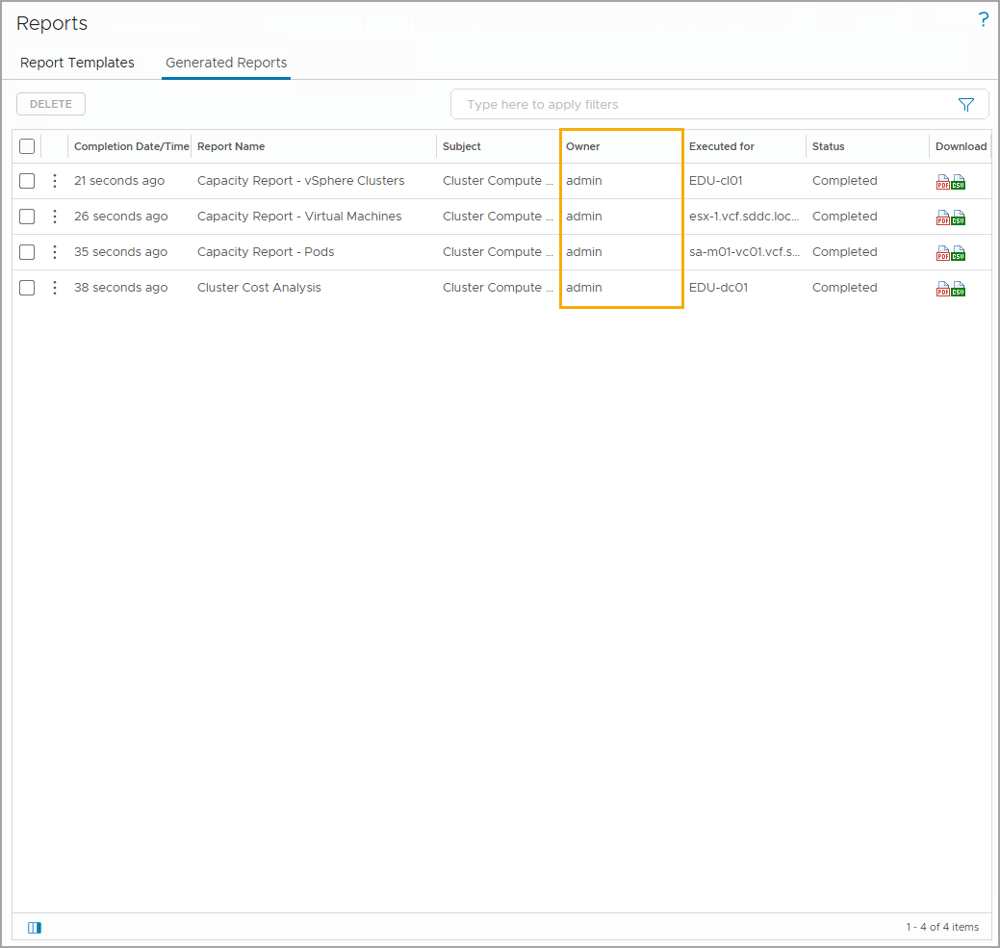 Reports
?
Report Templates Generated Reports
DELETE Type here to apply filters
Completion Date/Time Report Name Subject Owner Executed for Status Download
21 seconds ago Capacity Report - vSphere Clusters Cluster Compute ... admin EDU-cl01 Completed PDF CSV
26 seconds ago Capacity Report - Virtual Machines Cluster Compute ... admin esx-1.vcf.sddc.loc... Completed PDF CSV
35 seconds ago Capacity Report - Pods Cluster Compute ... admin sa-m01-vc01.vcf.s... Completed PDF CSV
38 seconds ago Cluster Cost Analysis Cluster Compute ... admin EDU-dc01 Completed PDF CSV
1 - 4 of 4 items